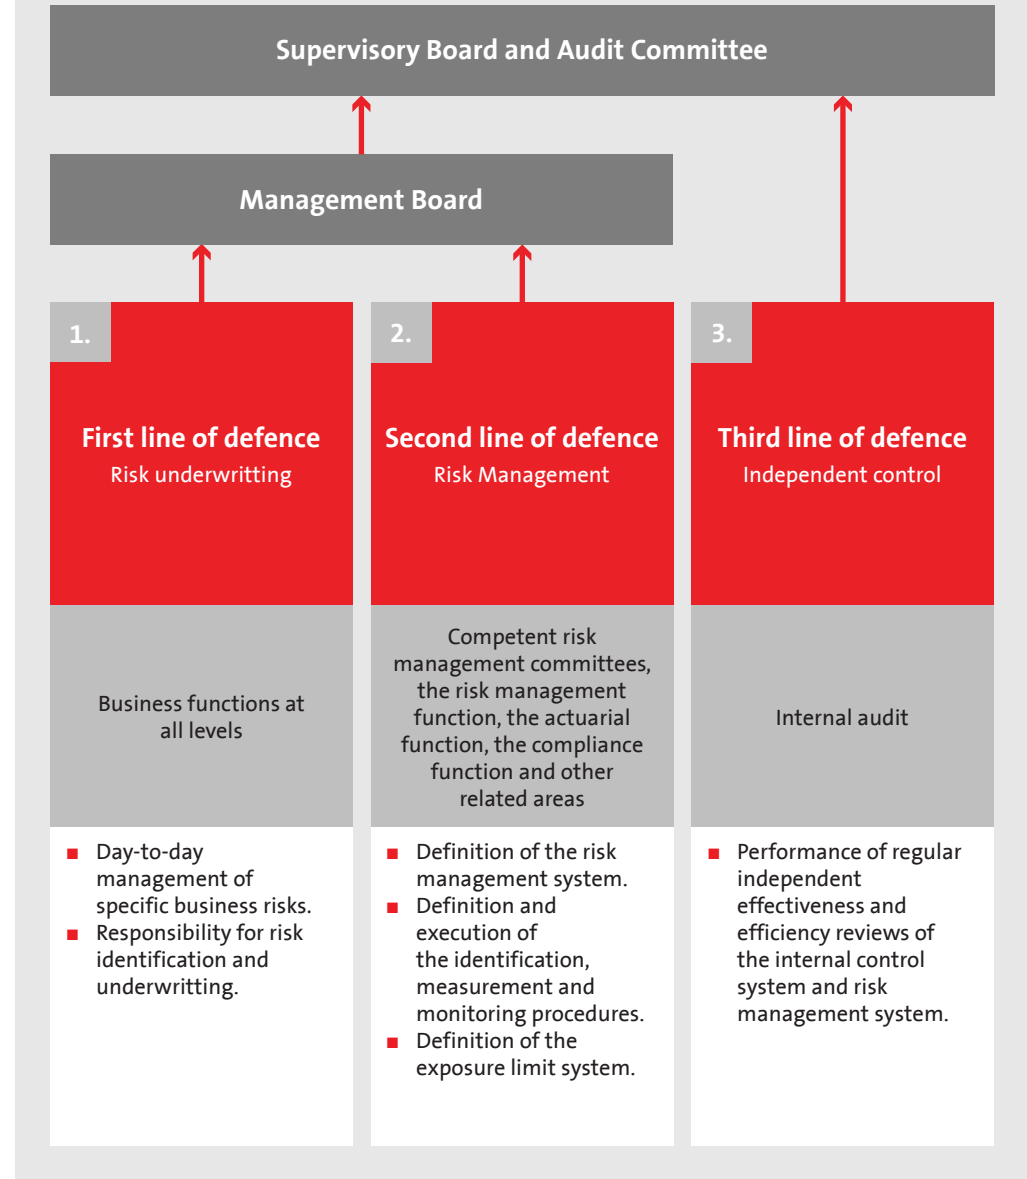 Supervisory Board and Audit Committee
Management Board
1.
First line of defence
Risk underwritting
Business functions at
all levels
■ Day-to-day
management of
specific business risks.
■ Responsibility for risk
identification and
underwritting.
2.
Second line of defence
Risk Management
Competent risk
management committees,
the risk management
function, the actuarial
function, the compliance
function and other
related areas
■ Definition of the risk
management system.
■ Definition and
execution of
the identification,
measurement and
monitoring procedures.
■ Definition of the
exposure limit system.
3.
Third line of defence
Independent control
Internal audit
■ Performance of regular
independent
effectiveness and
efficiency reviews of
the internal control
system and risk
management system.